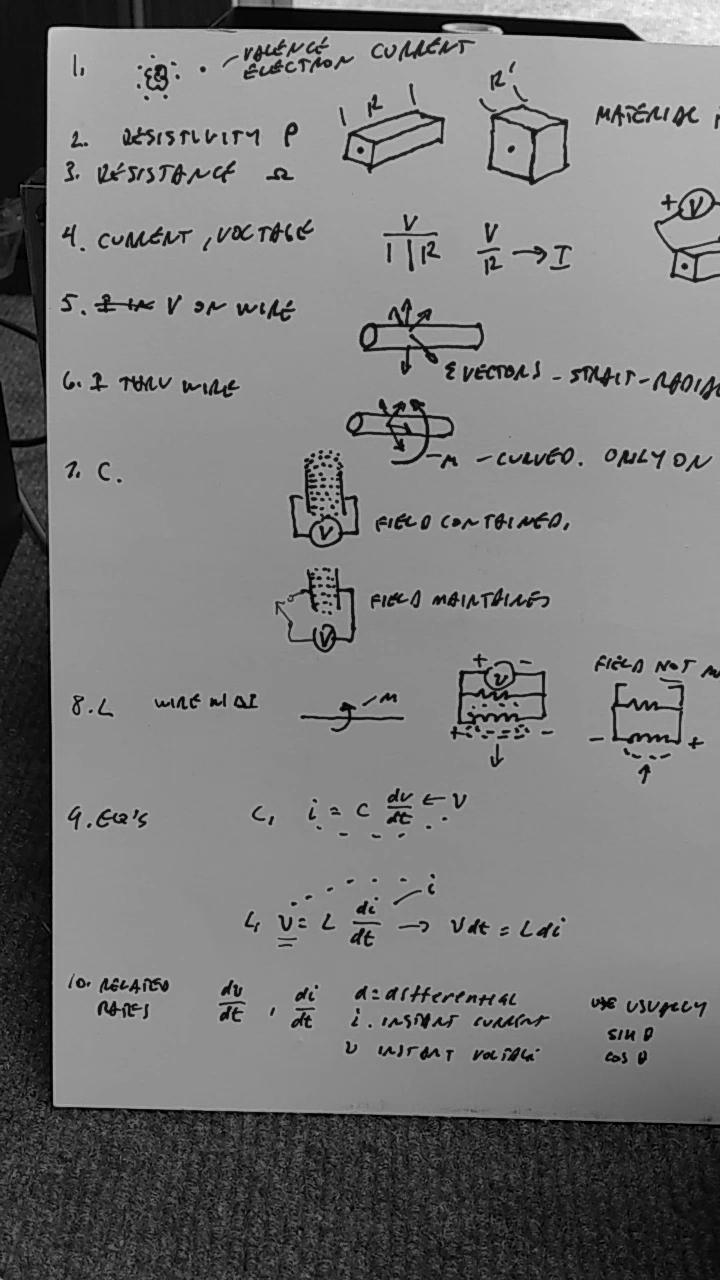 1. VALENCE CURRENT
ELECTRON
R R'
MATERIAL
2. RESISTIVITY ρ
3. RESISTANCE Ω
+ V
4. CURRENT, VOLTAGE V / I | R V/R → I
5. V ON WIRE
Σ VECTORS - STRAIT - RADIAL
6. I THRU WIRE
M - CURVED. ONLY ON
7. C.
V FIELD CONTAINED,
FIELD MAINTAINED
V
+ V - FIELD NOT
8. L WIRE W/ΔI M
+ - - +
9. EQ'S C, i = C dv/dt ← V
i
L, v = L di/dt → Vdt = Ldi
10. RELATED dv/dt, di/dt d = differential USE USUALLY
RATES i. INSTANT CURRENT sin θ
v INSTANT VOLTAGE cos θ